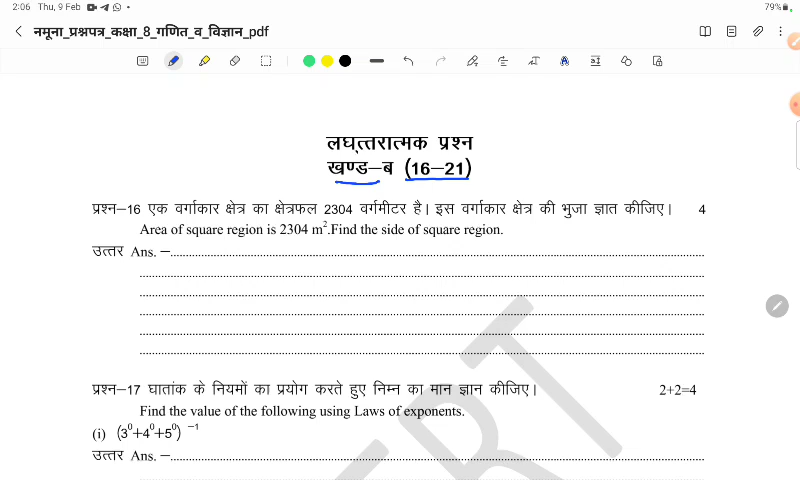 2:06 Thu, 9 Feb 79%
नमूना_प्रश्नपत्र_कक्षा_8_गणित_व_विज्ञान_pdf
लघुत्तरात्मक प्रश्न
खण्ड–ब (16–21)
प्रश्न–16 एक वर्गाकार क्षेत्र का क्षेत्रफल 2304 वर्गमीटर है। इस वर्गाकार क्षेत्र की भुजा ज्ञात कीजिए। 4
Area of square region is 2304 m².Find the side of square region.
उत्तर Ans. –
प्रश्न–17 घातांक के नियमों का प्रयोग करते हुए निम्न का मान ज्ञान कीजिए। 2+2=4
Find the value of the following using Laws of exponents.
(i) (3⁰+4⁰+5⁰) ⁻¹
उत्तर Ans. –
ERT